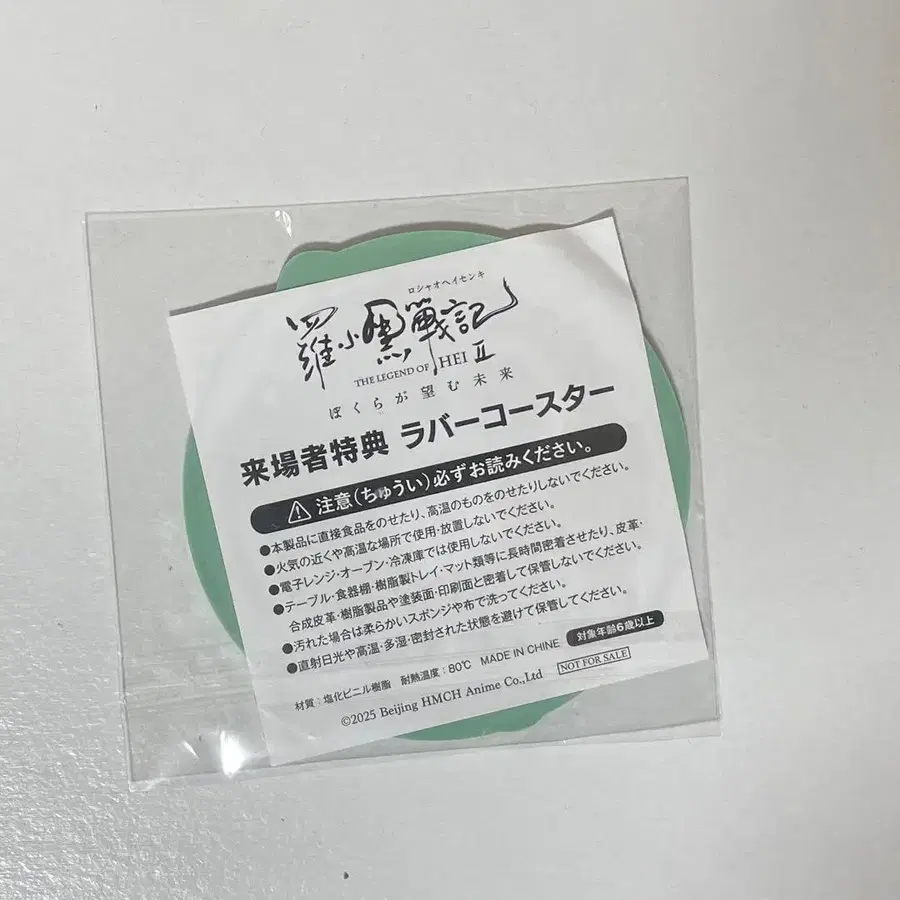 ロシャオヘイセンキ
羅小黒戦記
THE LEGEND OF HEI II
ぼくらが望む未来
来場者特典 ラバーコースター
注意(ちゅうい)必ずお読みください。
●本製品に直接食品をのせたり、高温のものをのせたりしないでください。
●火気の近くや高温な場所で使用・放置しないでください。
●電子レンジ・オーブン・冷凍庫では使用しないでください。
●テーブル・食器棚・樹脂製トレイ・マット類等に長時間密着させたり、皮革・
合成皮革・樹脂製品や塗装面・印刷面と密着して保管しないでください。
●汚れた場合は柔らかいスポンジや布で洗ってください。
●直射日光や高温・多湿・密封された状態を避けて保管してください。
対象年齢6歳以上
材質:塩化ビニル樹脂 耐熱温度:80℃ MADE IN CHINE
NOT FOR SALE
©2025 Beijing HMCH Anime Co.,Ltd